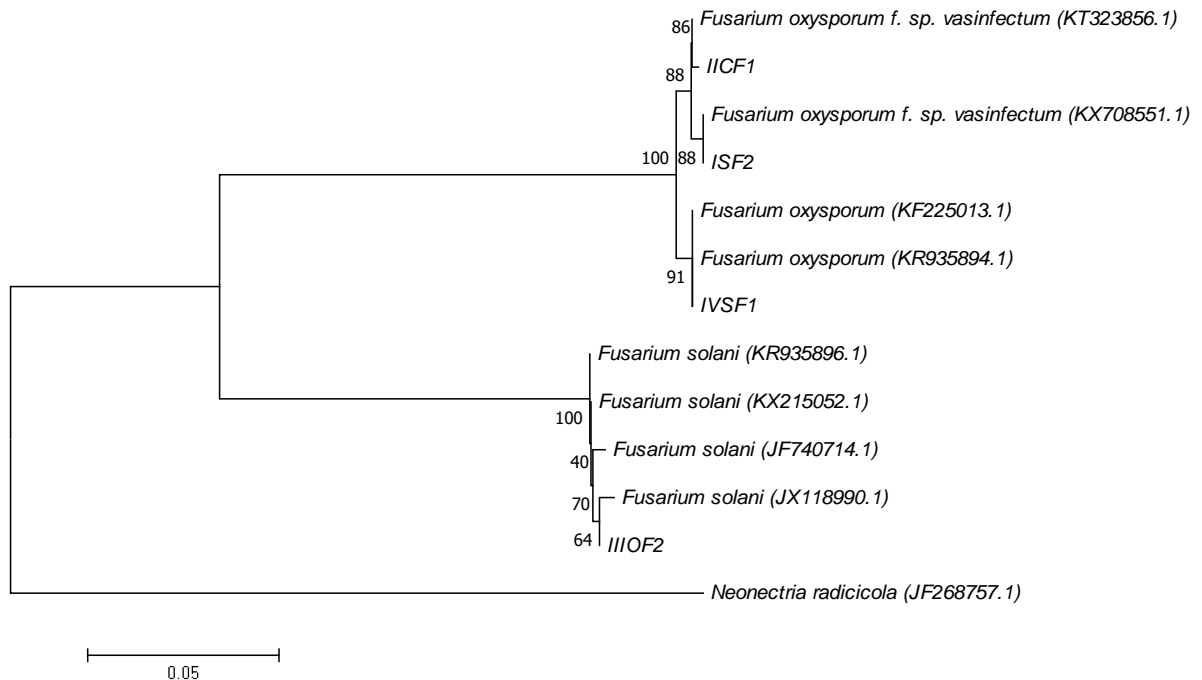 86
Fusarium oxysporum f. sp. vasinfectum (KT323856.1)
IICF1
88
Fusarium oxysporum f. sp. vasinfectum (KX708551.1)
100
88
ISF2
Fusarium oxysporum (KF225013.1)
Fusarium oxysporum (KR935894.1)
91
IVSF1
Fusarium solani (KR935896.1)
Fusarium solani (KX215052.1)
100
Fusarium solani (JF740714.1)
40
Fusarium solani (JX118990.1)
70
64
IIIOF2
Neonectria radicicola (JF268757.1)
0.05